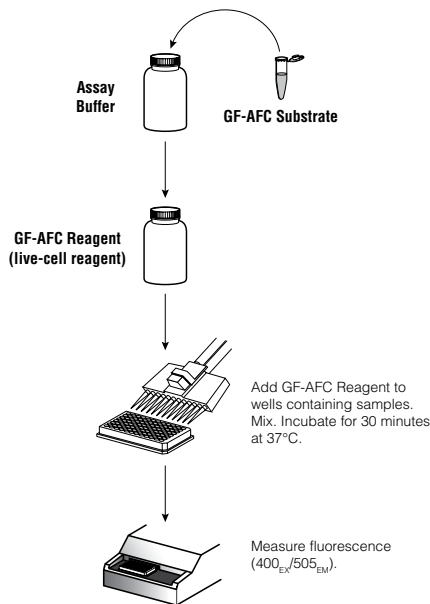 Assay
Buffer
GF-AFC Substrate
GF-AFC Reagent
(live-cell reagent)
Add GF-AFC Reagent to
wells containing samples.
Mix. Incubate for 30 minutes
at 37°C.
Measure fluorescence
(400EX/505EM).